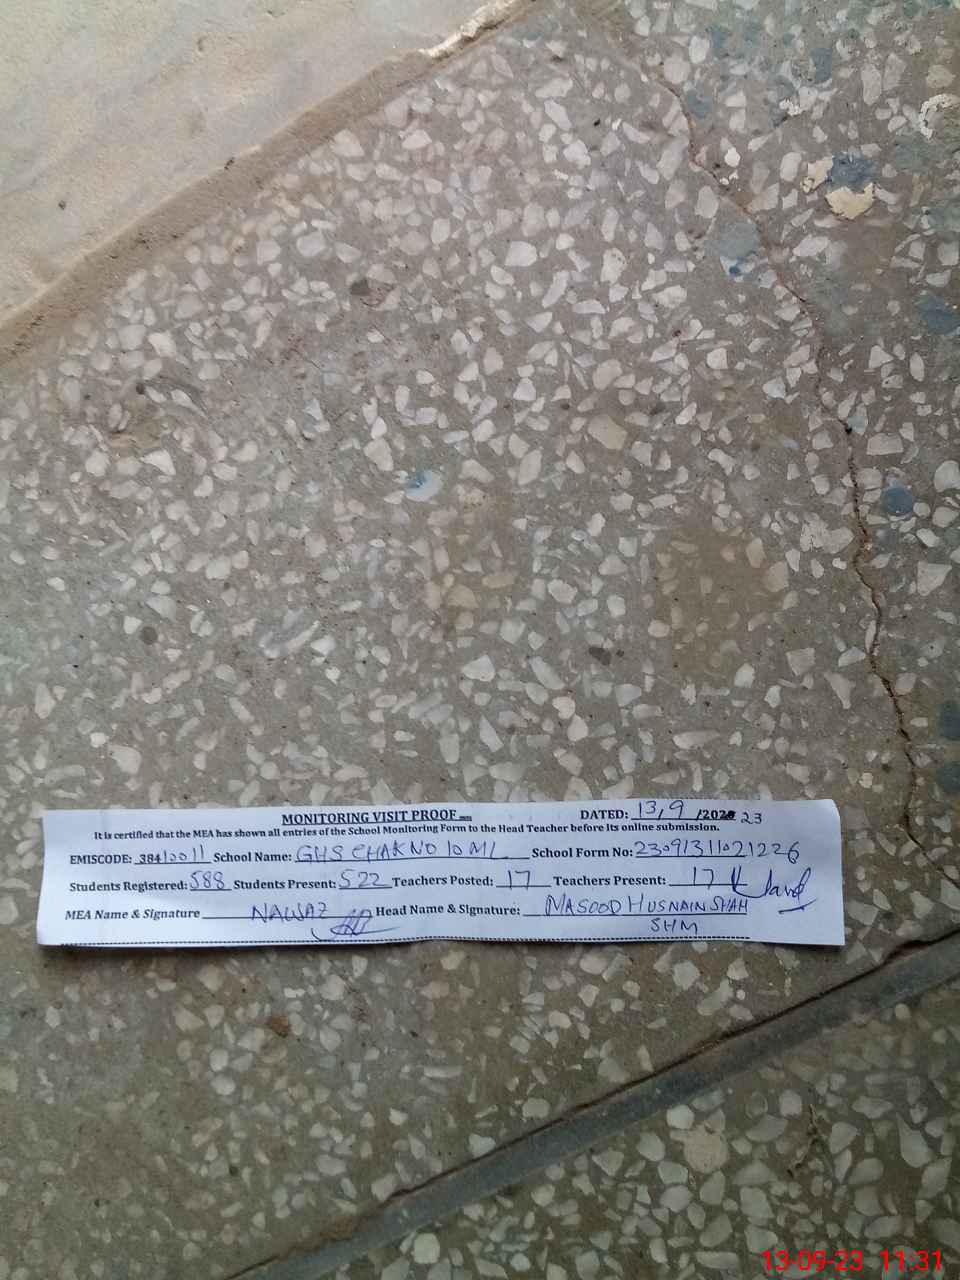 MONITORING VISIT PROOF DATED: 13,9 /2023 23
It is certified that the MEA has shown all entries of the School Monitoring Form to the Head Teacher before its online submission.
EMISCODE: 38410011 School Name: GHS CHAK NO 10 ML School Form No: 2309131102122 6
Students Registered: 588 Students Present: 522 Teachers Posted: 17 Teachers Present: 17
MEA Name & Signature NAWAZ Head Name & Signature: MASOOD HUSNAIN SHAH
SHM
13-09-23 11:31